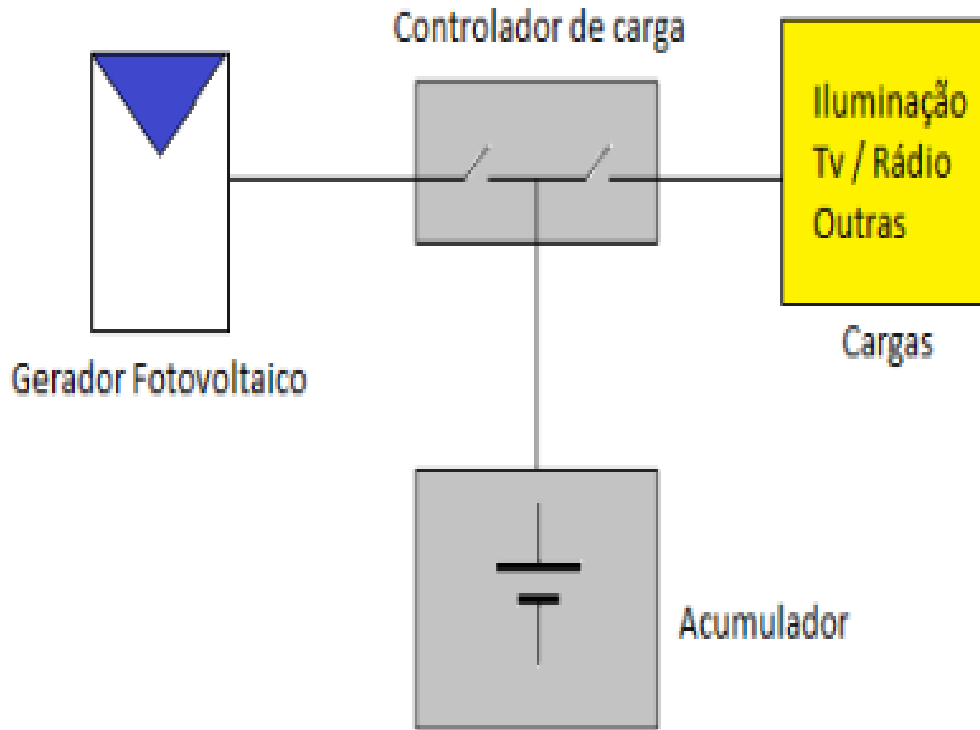 Controlador de carga
Iluminação
Tv / Rádio
Outras
Cargas
Gerador Fotovoltaico
Acumulador